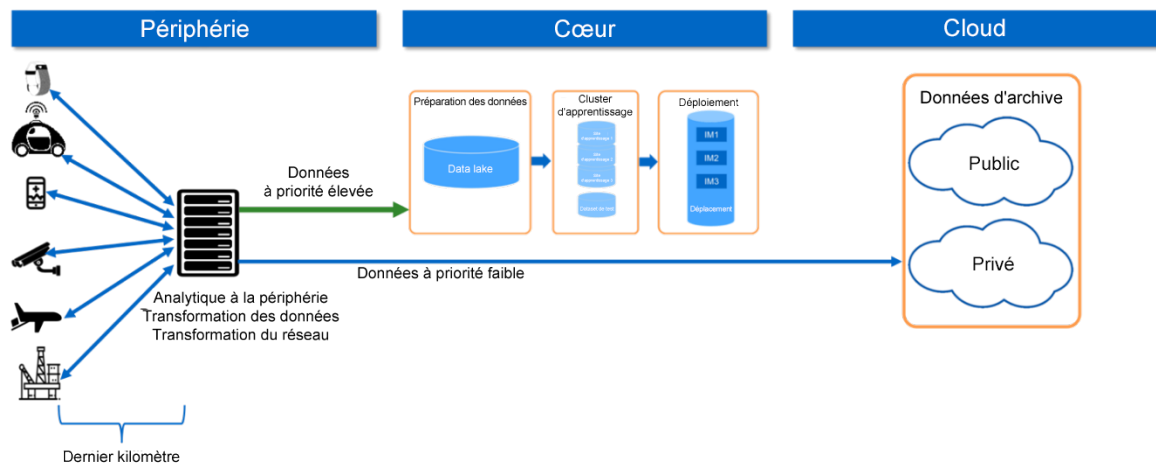 Périphérie
Cœur
Cloud
Préparation des données
Data lake
Cluster
d'apprentissage
Déploiement
IM1
IM2
IM3
Déplacement
Données d'archive
Public
Privé
Données
à priorité élevée
Données à priorité faible
Analytique à la périphérie
Transformation des données
Transformation du réseau
Dernier kilomètre